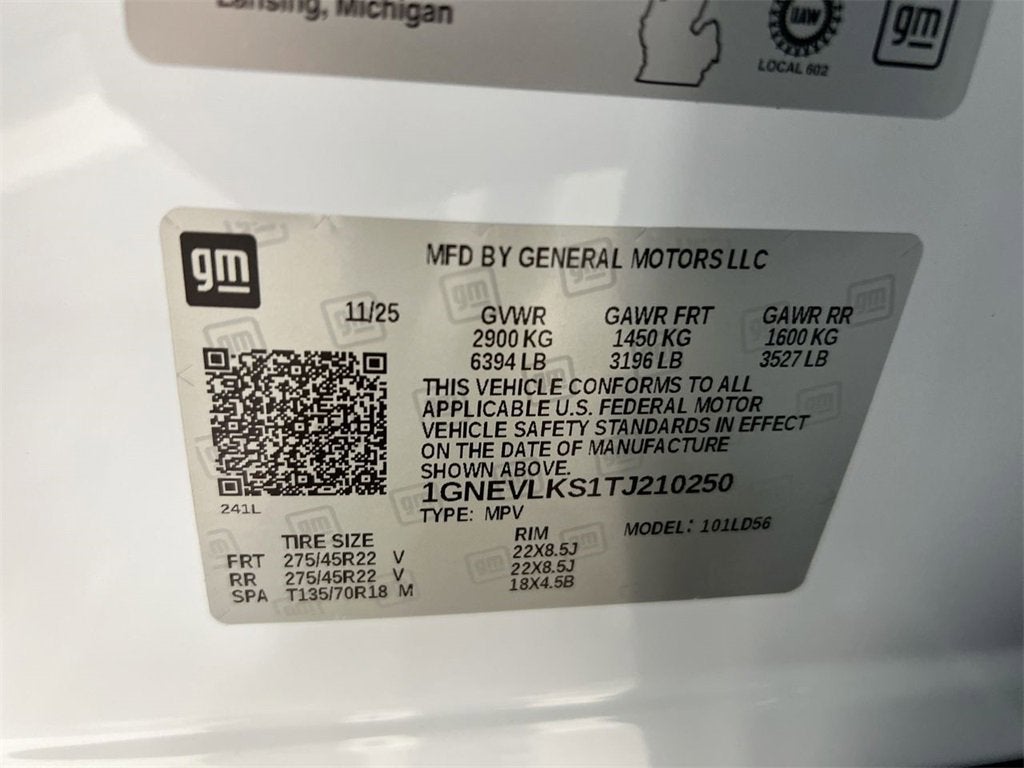 Lansing, Michigan
UAW
LOCAL 602
gm
gm
MFD BY GENERAL MOTORS LLC
11/25
GVWR GAWR FRT GAWR RR
2900 KG 1450 KG 1600 KG
6394 LB 3196 LB 3527 LB
THIS VEHICLE CONFORMS TO ALL
APPLICABLE U.S. FEDERAL MOTOR
VEHICLE SAFETY STANDARDS IN EFFECT
ON THE DATE OF MANUFACTURE
SHOWN ABOVE.
1GNEVLKS1TJ210250
241L
TYPE: MPV
MODEL: 101LD56
TIRE SIZE RIM
FRT 275/45R22 V 22X8.5J
RR 275/45R22 V 22X8.5J
SPA T135/70R18 M 18X4.5B